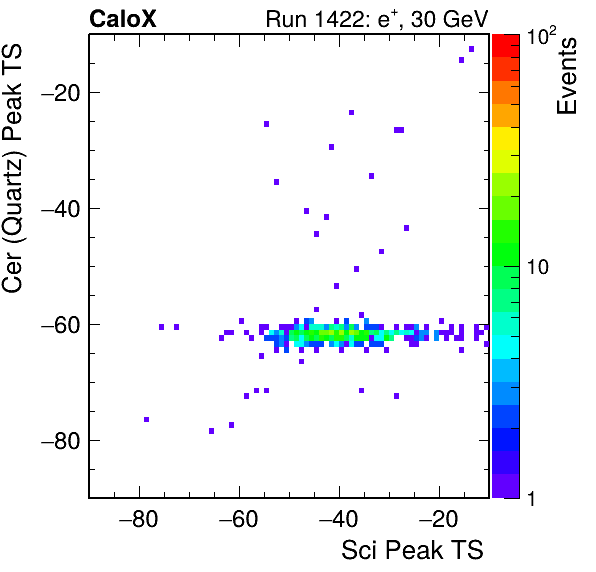 CaloX Run 1422: e+, 30 GeV
Cer (Quartz) Peak TS
−20
−40
−60
−80
−80 −60 −40 −20
Sci Peak TS
10²
10
1
Events